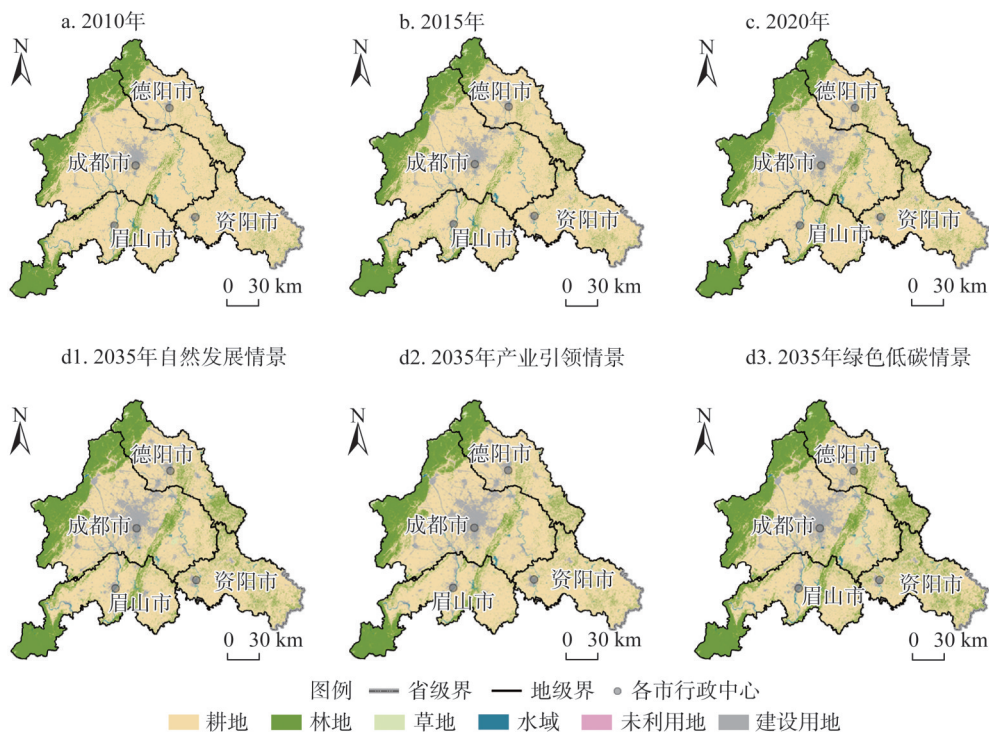 a. 2010年
b. 2015年
c. 2020年
N
德阳市
成都市
资阳市
眉山市
0 30 km
N
德阳市
成都市
资阳市
眉山市
0 30 km
N
德阳市
成都市
资阳市
眉山市
0 30 km
d1. 2035年自然发展情景
d2. 2035年产业引领情景
d3. 2035年绿色低碳情景
N
德阳市
成都市
资阳市
眉山市
0 30 km
N
德阳市
成都市
资阳市
眉山市
0 30 km
N
德阳市
成都市
资阳市
眉山市
0 30 km
图例 省级界 地级界 各市行政中心
耕地 林地 草地 水域 未利用地 建设用地